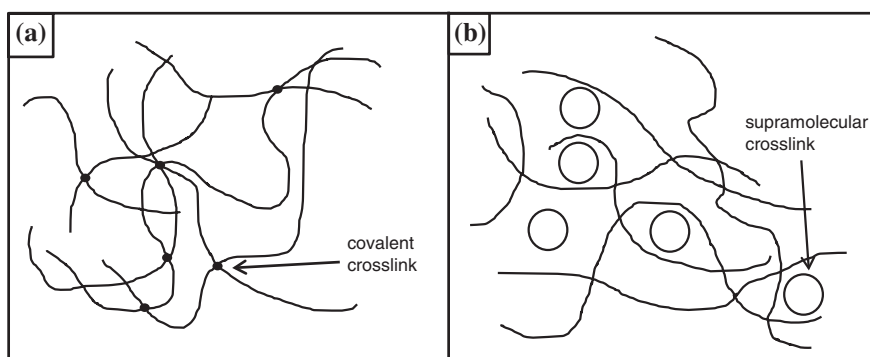 (a)
covalent
crosslink
(b)
supramolecular
crosslink